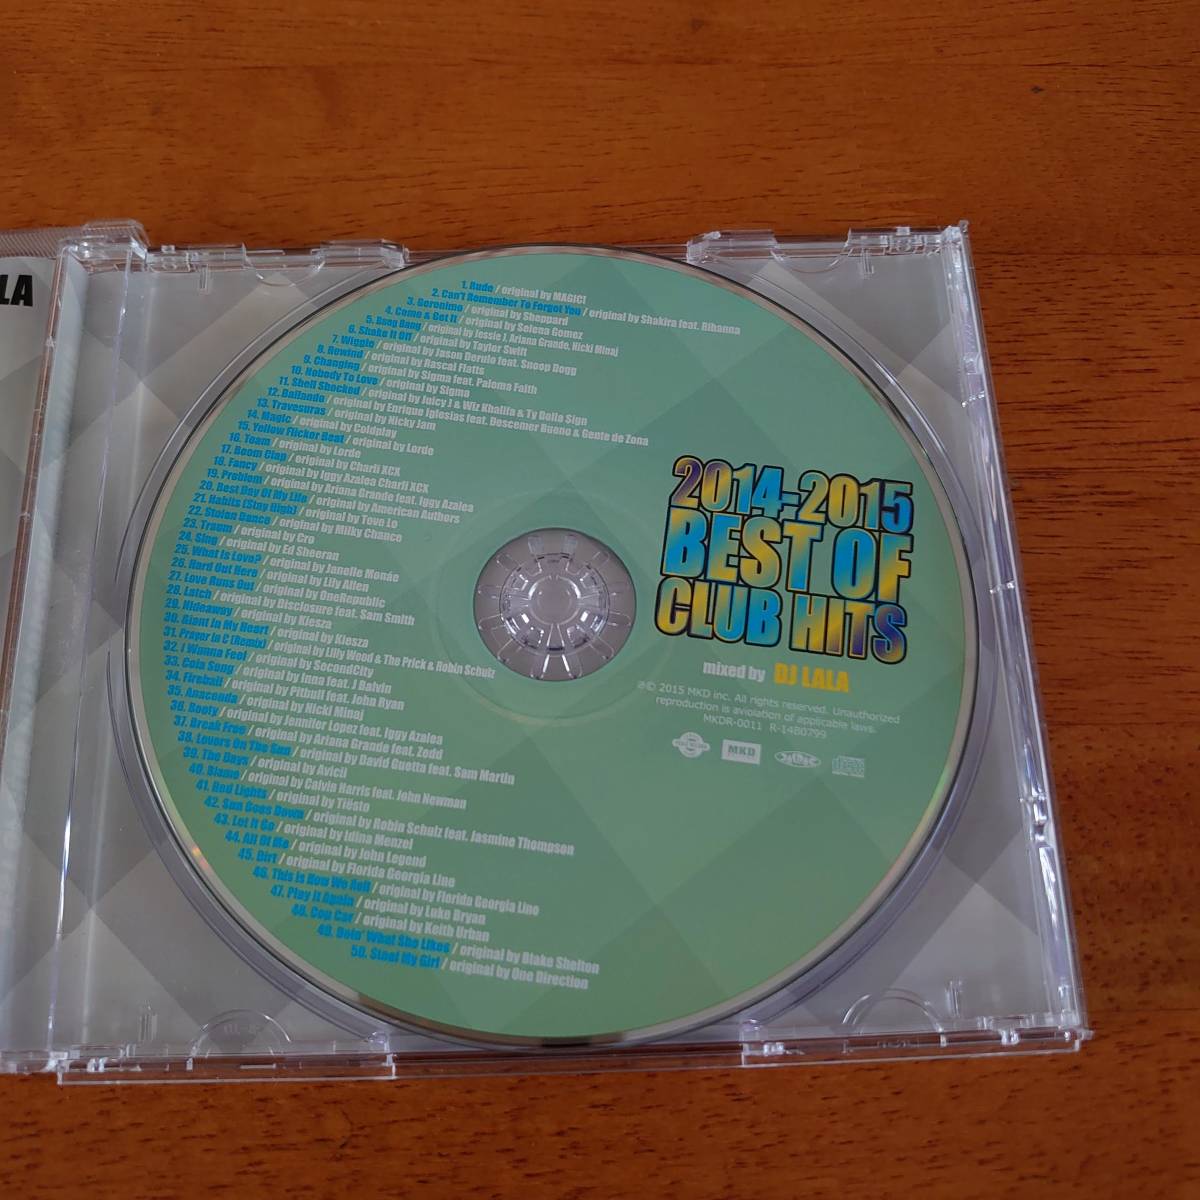 LA
1. Rude / original by MAGIC!
2. Can't Remember To Forget You / original by Shakira feat. Rihanna
3. Geronimo / original by Sheppard
4. Come & Get It / original by Selena Gomez
5. Bang Bang / original by Jessie J, Ariana Grande, Nicki Minaj
6. Shake It Off / original by Taylor Swift
7. Wiggle / original by Jason Derulo feat. Snoop Dogg
8. Rewind / original by Rascal Flatts
9. Changing / original by Sigma feat. Paloma Faith
10. Nobody To Love / original by Sigma
11. Shell Shocked / original by Juicy J & Wiz Khalifa & Ty Dolla Sign
12. Bailando / original by Enrique Iglesias feat. Descemer Bueno & Gente de Zona
13. Travesuras / original by Nicky Jam
14. Magic / original by Coldplay
15. Yellow Flicker Beat / original by Lorde
16. Team / original by Lorde
17. Boom Clap / original by Charli XCX
18. Fancy / original by Iggy Azalea Charli XCX
19. Problem / original by Ariana Grande feat. Iggy Azalea
20. Best Day Of My Life / original by American Authors
21. Habits (Stay High) / original by Tove Lo
22. Stolen Dance / original by Milky Chance
23. Traum / original by Cro
24. Sing / original by Ed Sheeran
25. What Is Love? / original by Janelle Monáe
26. Hard Out Here / original by Lily Allen
27. Love Runs Out / original by OneRepublic
28. Latch / original by Disclosure feat. Sam Smith
29. Hideaway / original by Kiesza
30. Giant In My Heart / original by Kiesza
31. Prayer in C (Remix) / original by Lilly Wood & The Prick & Robin Schulz
32. I Wanna Feel / original by SecondCity
33. Cola Song / original by Inna feat. J Balvin
34. Fireball / original by Pitbull feat. John Ryan
35. Anaconda / original by Nicki Minaj
36. Booty / original by Jennifer Lopez feat. Iggy Azalea
37. Break Free / original by Ariana Grande feat. Zedd
38. Lovers On The Sun / original by David Guetta feat. Sam Martin
39. The Days / original by Avicii
40. Blame / original by Calvin Harris feat. John Newman
41. Red Lights / original by Tiësto
42. Sun Goes Down / original by Robin Schulz feat. Jasmine Thompson
43. Let It Go / original by Idina Menzel
44. All Of Me / original by John Legend
45. Dirt / original by Florida Georgia Line
46. This Is How We Roll / original by Florida Georgia Line
47. Play It Again / original by Luke Bryan
48. Cop Car / original by Keith Urban
49. Doin' What She Likes / original by Blake Shelton
50. Steal My Girl / original by One Direction
2014-2015
BEST OF
CLUB HITS
mixed by DJ LALA
℗© 2015 MKD inc. All rights reserved. Unauthorized
reproduction is aviolation of applicable laws.
MKDR-0011 R-14B0799
MKD